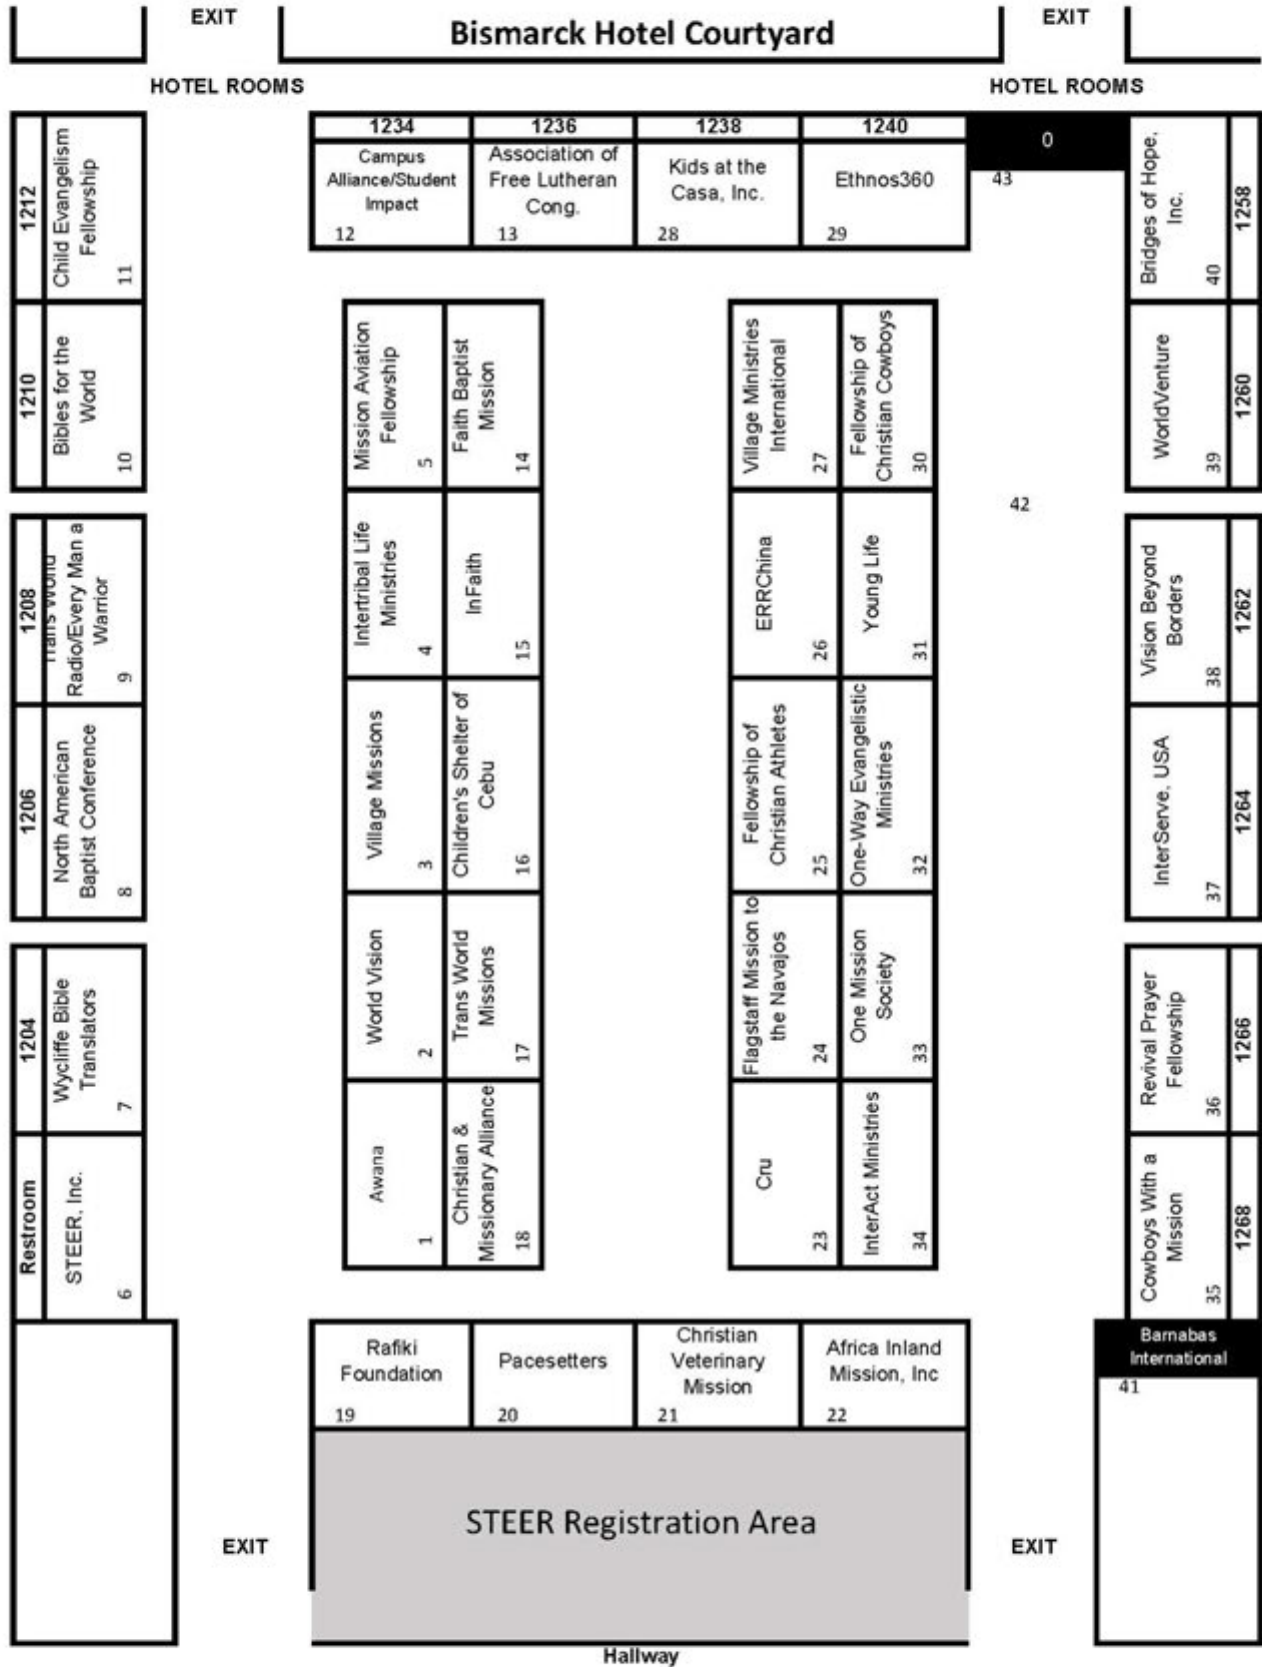 EXIT
Bismarck Hotel Courtyard
EXIT
HOTEL ROOMS
HOTEL ROOMS
1212
Child Evangelism
Fellowship
11
1210
Bibles for the
World
10
1208
Trans World
Radio/Every Man a
Warrior
9
1206
North American
Baptist Conference
8
1204
Wycliffe Bible
Translators
7
Restroom
STEER, Inc.
6
1234
Campus
Alliance/Student
Impact
12
1236
Association of
Free Lutheran
Cong.
13
1238
Kids at the
Casa, Inc.
28
1240
Ethnos360
29
0
43
Mission Aviation
Fellowship
5
Faith Baptist
Mission
14
Intertribal Life
Ministries
4
InFaith
15
Village Missions
3
Children's Shelter of
Cebu
16
World Vision
2
Trans World
Missions
17
Awana
1
Christian &
Missionary Alliance
18
Village Ministries
International
27
Fellowship of
Christian Cowboys
30
ERRChina
26
Young Life
31
Fellowship of
Christian Athletes
25
One-Way Evangelistic
Ministries
32
Flagstaff Mission to
the Navajos
24
One Mission
Society
33
Cru
23
InterAct Ministries
34
42
Bridges of Hope,
Inc.
40
1258
WorldVenture
39
1260
Vision Beyond
Borders
38
1262
InterServe, USA
37
1264
Revival Prayer
Fellowship
36
1266
Cowboys With a
Mission
35
1268
Rafiki
Foundation
19
Pacesetters
20
Christian
Veterinary
Mission
21
Africa Inland
Mission, Inc
22
Barnabas
International
41
STEER Registration Area
EXIT
EXIT
Hallway